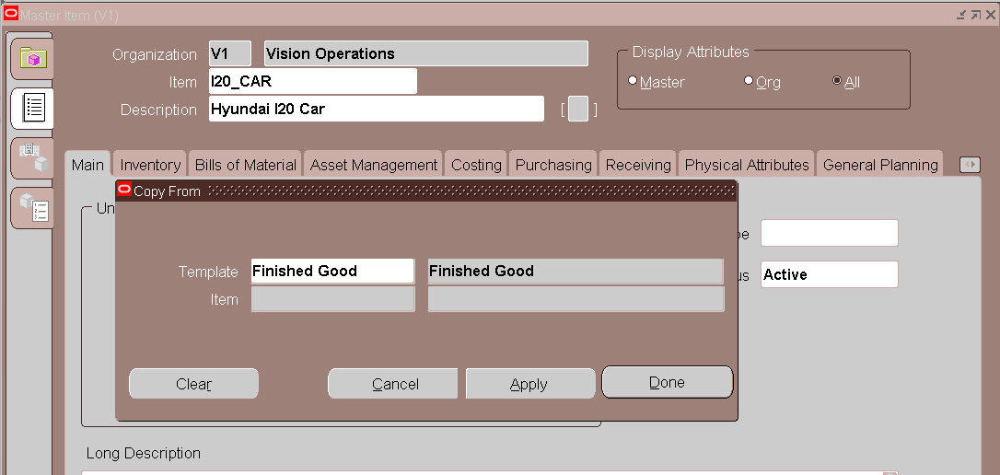 Master Item (V1)
Organization V1 Vision Operations
Item I20_CAR
Description Hyundai I20 Car [ ]
Display Attributes
Master Org All
Main Inventory Bills of Material Asset Management Costing Purchasing Receiving Physical Attributes General Planning
Copy From
Un
pe
Template Finished Good Finished Good
us Active
Item
Clear Cancel Apply Done
Long Description